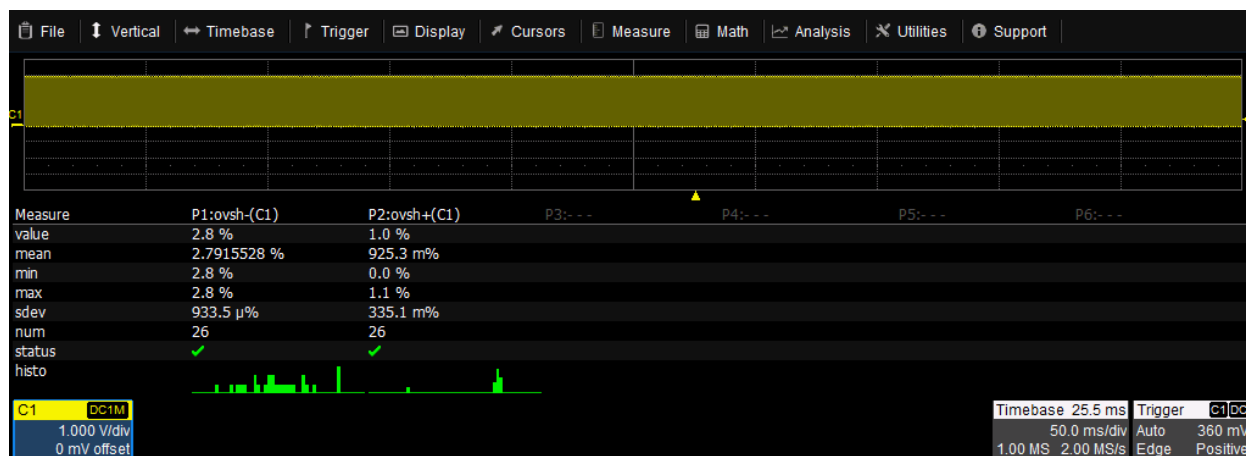 File Vertical Timebase Trigger Display Cursors Measure Math Analysis Utilities Support
C1
Measure P1:ovsh-(C1) P2:ovsh+(C1) P3:- - - P4:- - - P5:- - - P6:- - -
value 2.8 % 1.0 %
mean 2.7915528 % 925.3 m%
min 2.8 % 0.0 %
max 2.8 % 1.1 %
sdev 933.5 µ% 335.1 m%
num 26 26
status
histo
C1 DC1M Timebase 25.5 ms Trigger C1 DC
1.000 V/div 50.0 ms/div Auto 360 mV
0 mV offset 1.00 MS 2.00 MS/s Edge Positive